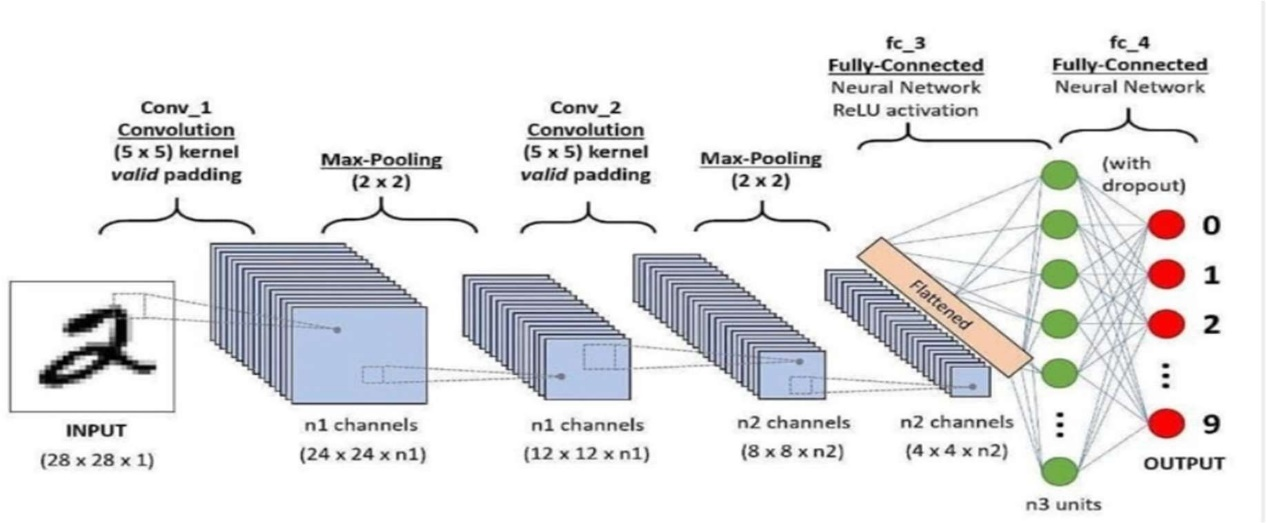 Conv_1
Convolution
(5 x 5) kernel
valid padding
Max-Pooling
(2 x 2)
Conv_2
Convolution
(5 x 5) kernel
valid padding
Max-Pooling
(2 x 2)
fc_3
Fully-Connected
Neural Network
ReLU activation
fc_4
Fully-Connected
Neural Network
(with
dropout)
Flattened
0
1
2
⋮
9
OUTPUT
2
INPUT
(28 x 28 x 1)
n1 channels
(24 x 24 x n1)
n1 channels
(12 x 12 x n1)
n2 channels
(8 x 8 x n2)
n2 channels
(4 x 4 x n2)
⋮
n3 units